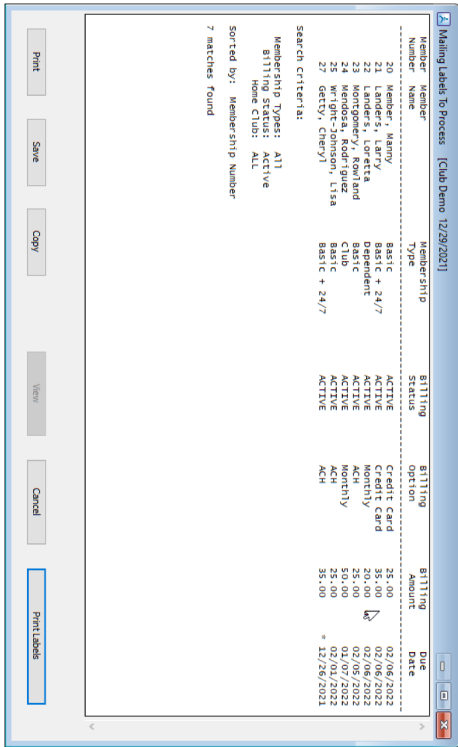 Mailing Labels To Process [Club Demo 12/29/2021]
Member Member Membership Billing Billing Billing Due
Number Name Type Status Option Amount Date
20 Member, Manny Basic ACTIVE Credit Card 25.00 02/06/2022
21 Landers, Larry Basic + 24/7 ACTIVE Credit Card 35.00 02/06/2022
22 Landers, Loretta Dependent ACTIVE Monthly 20.00 02/06/2022
23 Montgomery, Rowland Basic ACTIVE ACH 25.00 02/05/2022
24 Mendosa, Rodriguez Club ACTIVE Monthly 50.00 01/07/2022
25 Wright-Johnson, Lisa Basic ACTIVE ACH 25.00 02/01/2022
27 Getty, Cheryl Basic + 24/7 ACTIVE ACH 35.00 * 12/26/2021
Search Criteria:
Membership Types: All
Billing Status: Active
Home Club: ALL
Sorted by: Membership Number
7 matches found
Print Save Copy View Cancel Print Labels